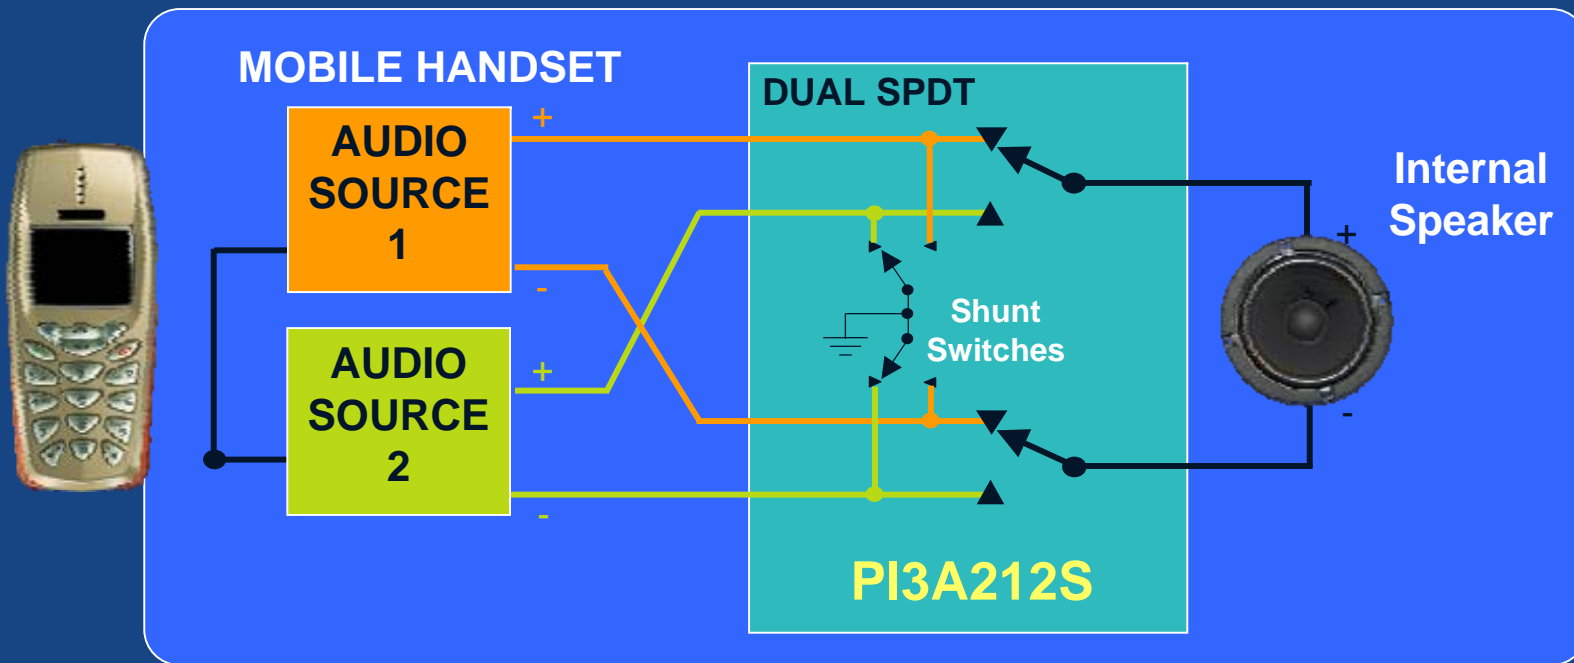 MOBILE HANDSET
DUAL SPDT
+
AUDIO
SOURCE
1
-
Internal
Speaker
+
Shunt
Switches
AUDIO
SOURCE
2
+
-
-
PI3A212S